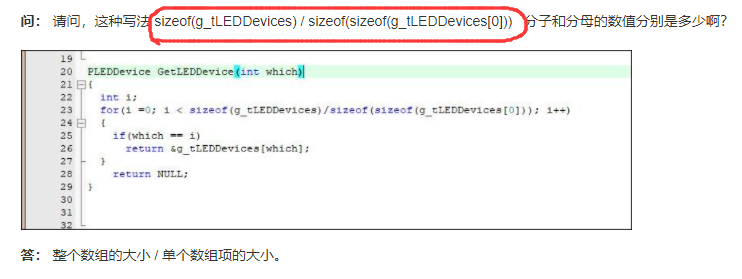 问： 请问，这种写法 sizeof(g_tLEDDevices) / sizeof(sizeof(g_tLEDDevices[0])) 分子和分母的数值分别是多少啊？
19
20 PLEDDevice GetLEDDevice(int which)
21 {
22 int i;
23 for(i =0; i < sizeof(g_tLEDDevices)/sizeof(sizeof(g_tLEDDevices[0])); i++)
24 {
25 if(which == i)
26 return &g_tLEDDevices[which];
27 }
28 return NULL;
29 }
30
31
32
答： 整个数组的大小 / 单个数组项的大小。